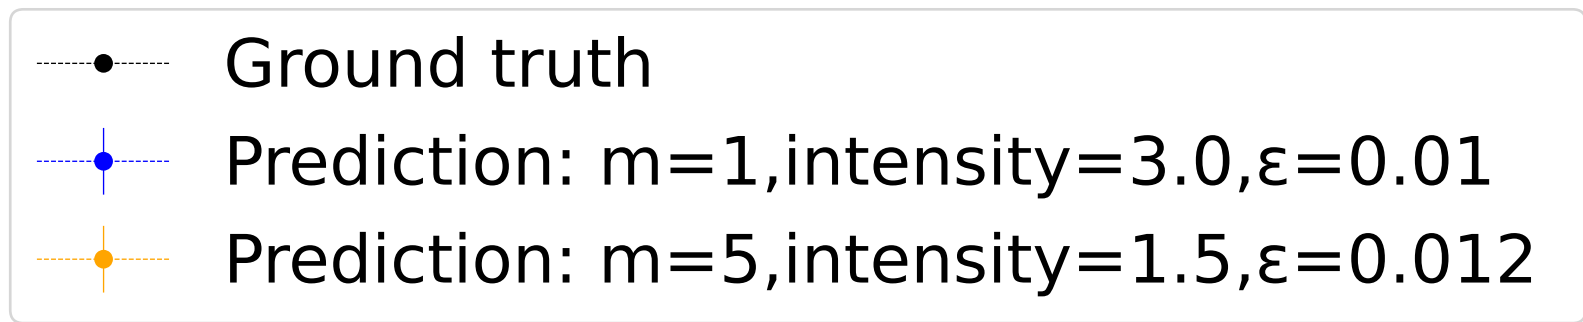 Ground truth
Prediction: m=1,intensity=3.0,ε=0.01
Prediction: m=5,intensity=1.5,ε=0.012